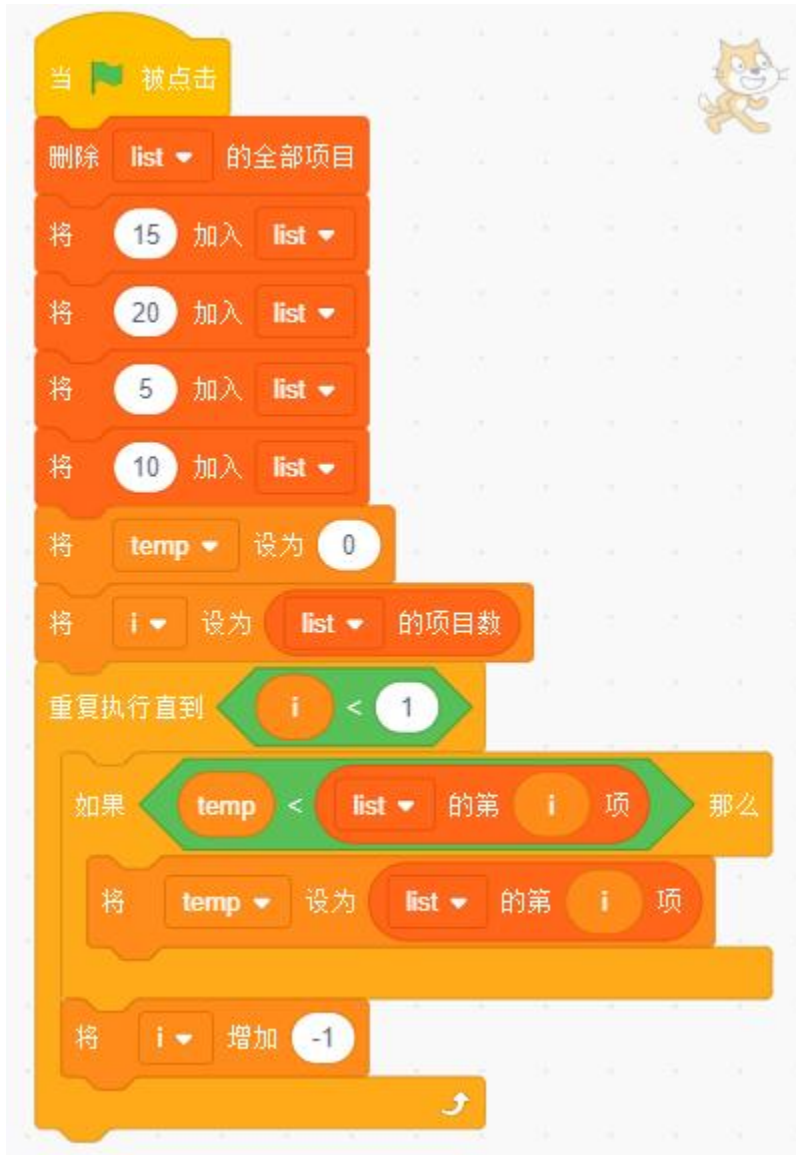 当 被点击
删除 list 的全部项目
将 15 加入 list
将 20 加入 list
将 5 加入 list
将 10 加入 list
将 temp 设为 0
将 i 设为 list 的项目数
重复执行直到 i < 1
如果 temp < list 的第 i 项 那么
将 temp 设为 list 的第 i 项
将 i 增加 -1